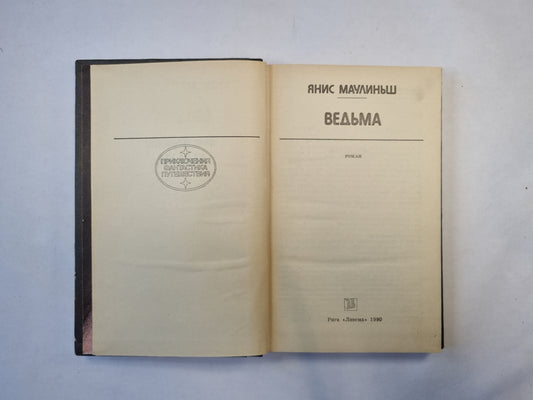 ПРИКЛЮЧЕНИЯ
ФАНТАСТИКА
ПУТЕШЕСТВИЯ
ЯНИС МАУЛИНЬШ
ВЕДЬМА
РОМАН
Рига «Лиесма» 1990